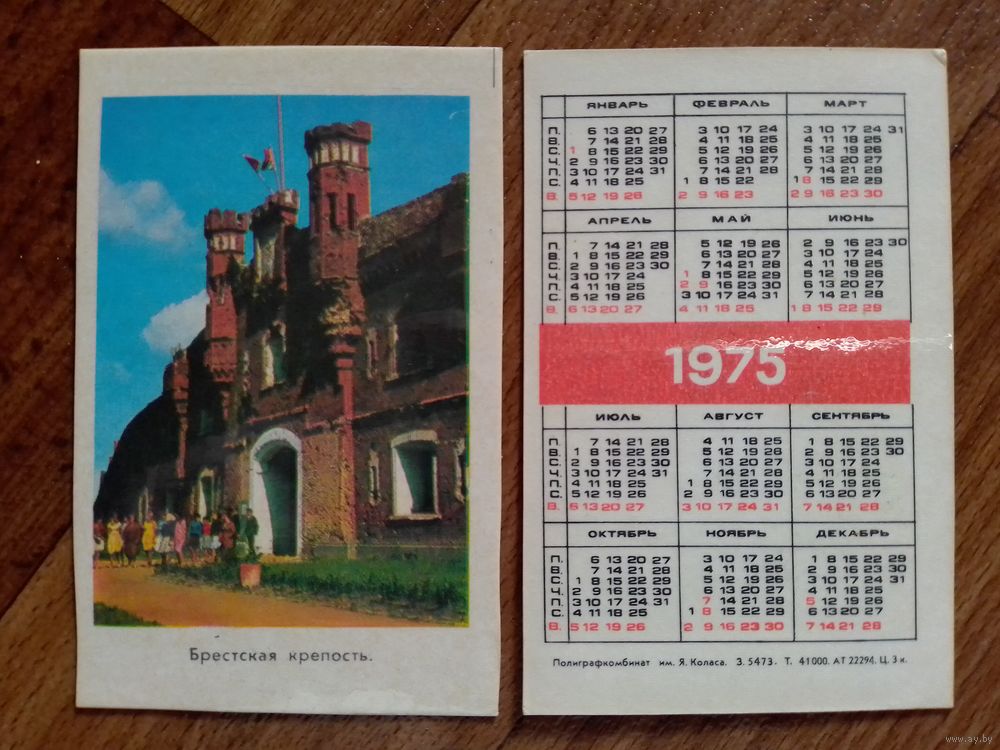 Брестская крепость.
ЯНВАРЬ ФЕВРАЛЬ МАРТ
П. 6 13 20 27 3 10 17 24 3 10 17 24 31
В. 7 14 21 28 4 11 18 25 4 11 18 25
С. 1 8 15 22 29 5 12 19 26 5 12 19 26
Ч. 2 9 16 23 30 6 13 20 27 6 13 20 27
П. 3 10 17 24 31 7 14 21 28 7 14 21 28
С. 4 11 18 25 1 8 15 22 1 8 15 22 29
В. 5 12 19 26 2 9 16 23 2 9 16 23 30
АПРЕЛЬ МАЙ ИЮНЬ
П. 7 14 21 28 5 12 19 26 2 9 16 23 30
В. 1 8 15 22 29 6 13 20 27 3 10 17 24
С. 2 9 16 23 30 7 14 21 28 4 11 18 25
Ч. 3 10 17 24 1 8 15 22 29 5 12 19 26
П. 4 11 18 25 2 9 16 23 30 6 13 20 27
С. 5 12 19 26 3 10 17 24 31 7 14 21 28
В. 6 13 20 27 4 11 18 25 1 8 15 22 29
1975
ИЮЛЬ АВГУСТ СЕНТЯБРЬ
П. 7 14 21 28 4 11 18 25 1 8 15 22 29
В. 1 8 15 22 29 5 12 19 26 2 9 16 23 30
С. 2 9 16 23 30 6 13 20 27 3 10 17 24
Ч. 3 10 17 24 31 7 14 21 28 4 11 18 25
П. 4 11 18 25 1 8 15 22 29 5 12 19 26
С. 5 12 19 26 2 9 16 23 30 6 13 20 27
В. 6 13 20 27 3 10 17 24 31 7 14 21 28
ОКТЯБРЬ НОЯБРЬ ДЕКАБРЬ
П. 6 13 20 27 3 10 17 24 1 8 15 22 29
В. 7 14 21 28 4 11 18 25 2 9 16 23 30
С. 1 8 15 22 29 5 12 19 26 3 10 17 24 31
Ч. 2 9 16 23 30 6 13 20 27 4 11 18 25
П. 3 10 17 24 31 7 14 21 28 5 12 19 26
С. 4 11 18 25 1 8 15 22 29 6 13 20 27
В. 5 12 19 26 2 9 16 23 30 7 14 21 28
Полиграфкомбинат им. Я. Коласа. З. 5473. Т. 41000. АТ 22294. Ц. 3 к.
www.ay.by